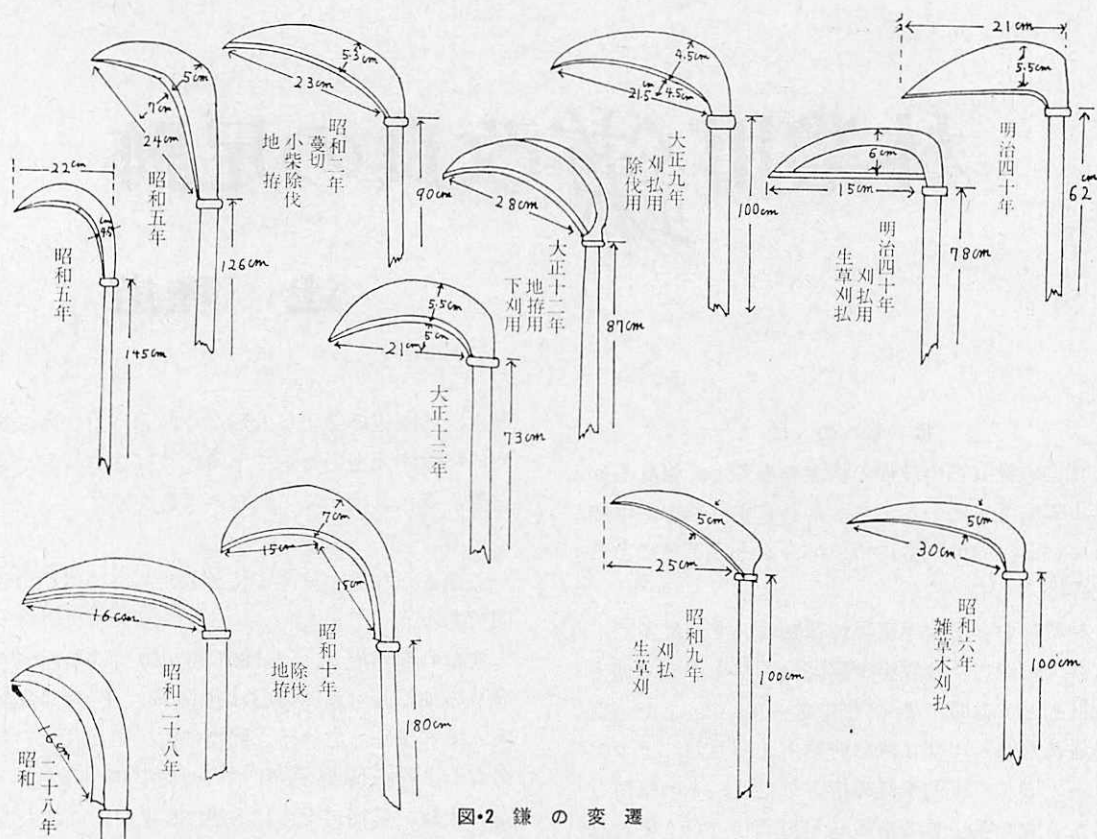 21cm
5.5cm
明治四十年
62cm
6cm
15cm
明治四十年
刈払用
生草刈払
78cm
4.5cm
21.5cm
4.5cm
大正九年
刈払用
除伐用
100cm
28cm
大正十二年
地拵用
下刈用
87cm
5.5cm
5cm
21cm
大正十三年
73cm
5.3cm
23cm
昭和二年
蔓切
小柴除伐
地拵
90cm
5cm
7cm
24cm
昭和五年
126cm
22cm
4.5cm
昭和五年
145cm
5cm
30cm
昭和六年
雑草木刈払
100cm
5cm
25cm
昭和九年
刈払
生草刈
100cm
7cm
15cm
15cm
昭和十年
除伐
地拵
180cm
16cm
昭和二十八年
16cm
昭和二十八年
図・2 鎌の変遷